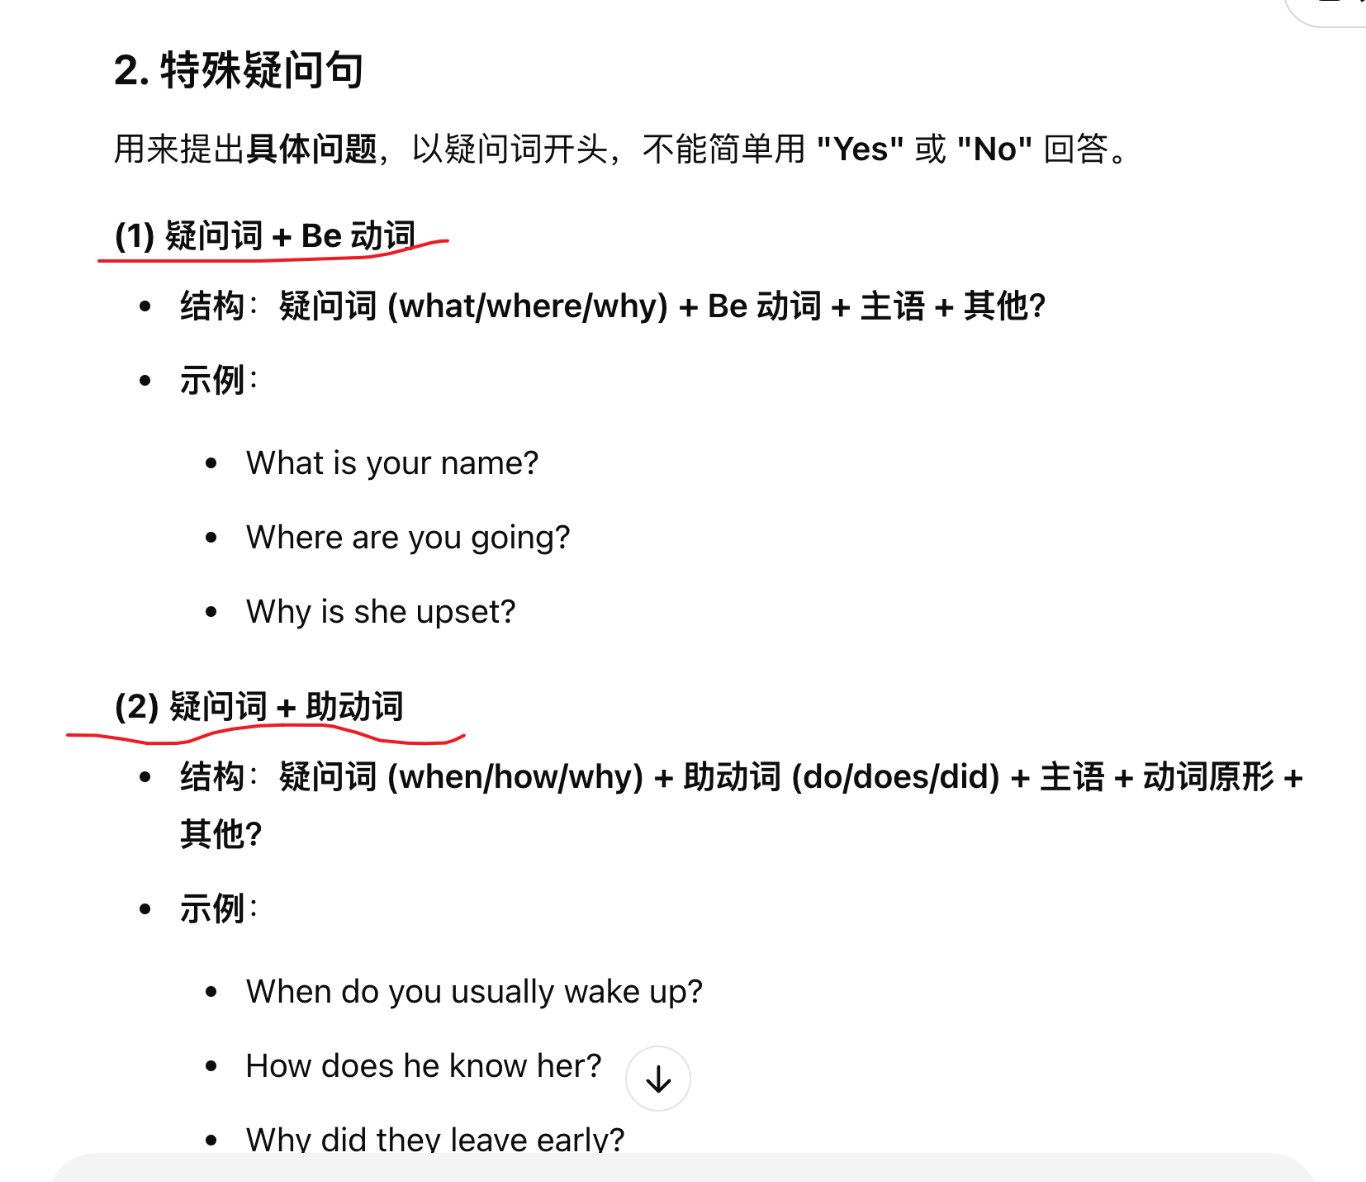 2. 特殊疑问句
用来提出具体问题，以疑问词开头，不能简单用 "Yes" 或 "No" 回答。
(1) 疑问词 + Be 动词
• 结构：疑问词 (what/where/why) + Be 动词 + 主语 + 其他?
• 示例：
• What is your name?
• Where are you going?
• Why is she upset?
(2) 疑问词 + 助动词
• 结构：疑问词 (when/how/why) + 助动词 (do/does/did) + 主语 + 动词原形 +
其他?
• 示例：
• When do you usually wake up?
• How does he know her?
• Why did they leave early?